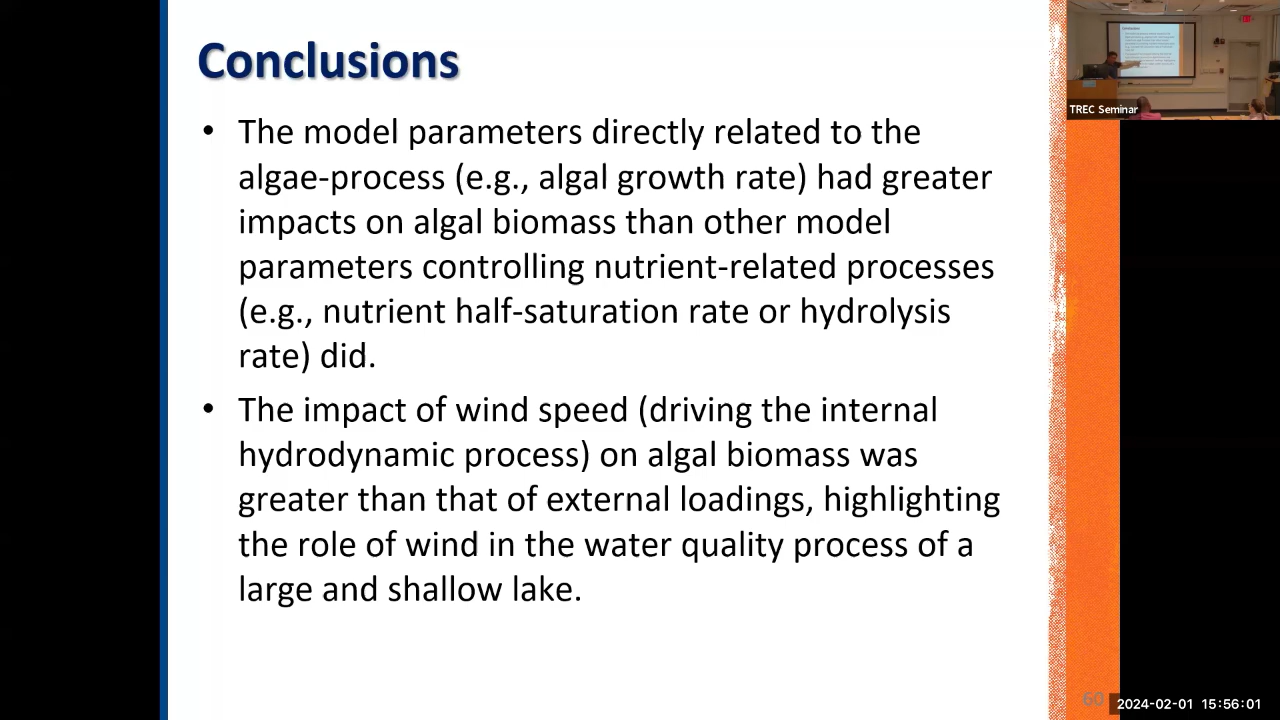 Conclusions
• The model parameters directly related to the
algae-process (e.g., algal growth rate) had greater
impacts on algal biomass than other model
parameters controlling nutrient-related processes
(e.g., nutrient half-saturation rate or hydrolysis
rate) did.
• The impact of wind speed (driving the internal
hydrodynamic process) on algal biomass was
greater than that of external loadings, highlighting
the role of wind in the water quality process of a
large and shallow lake.
TREC Seminar
60
2024-02-01 15:56:01